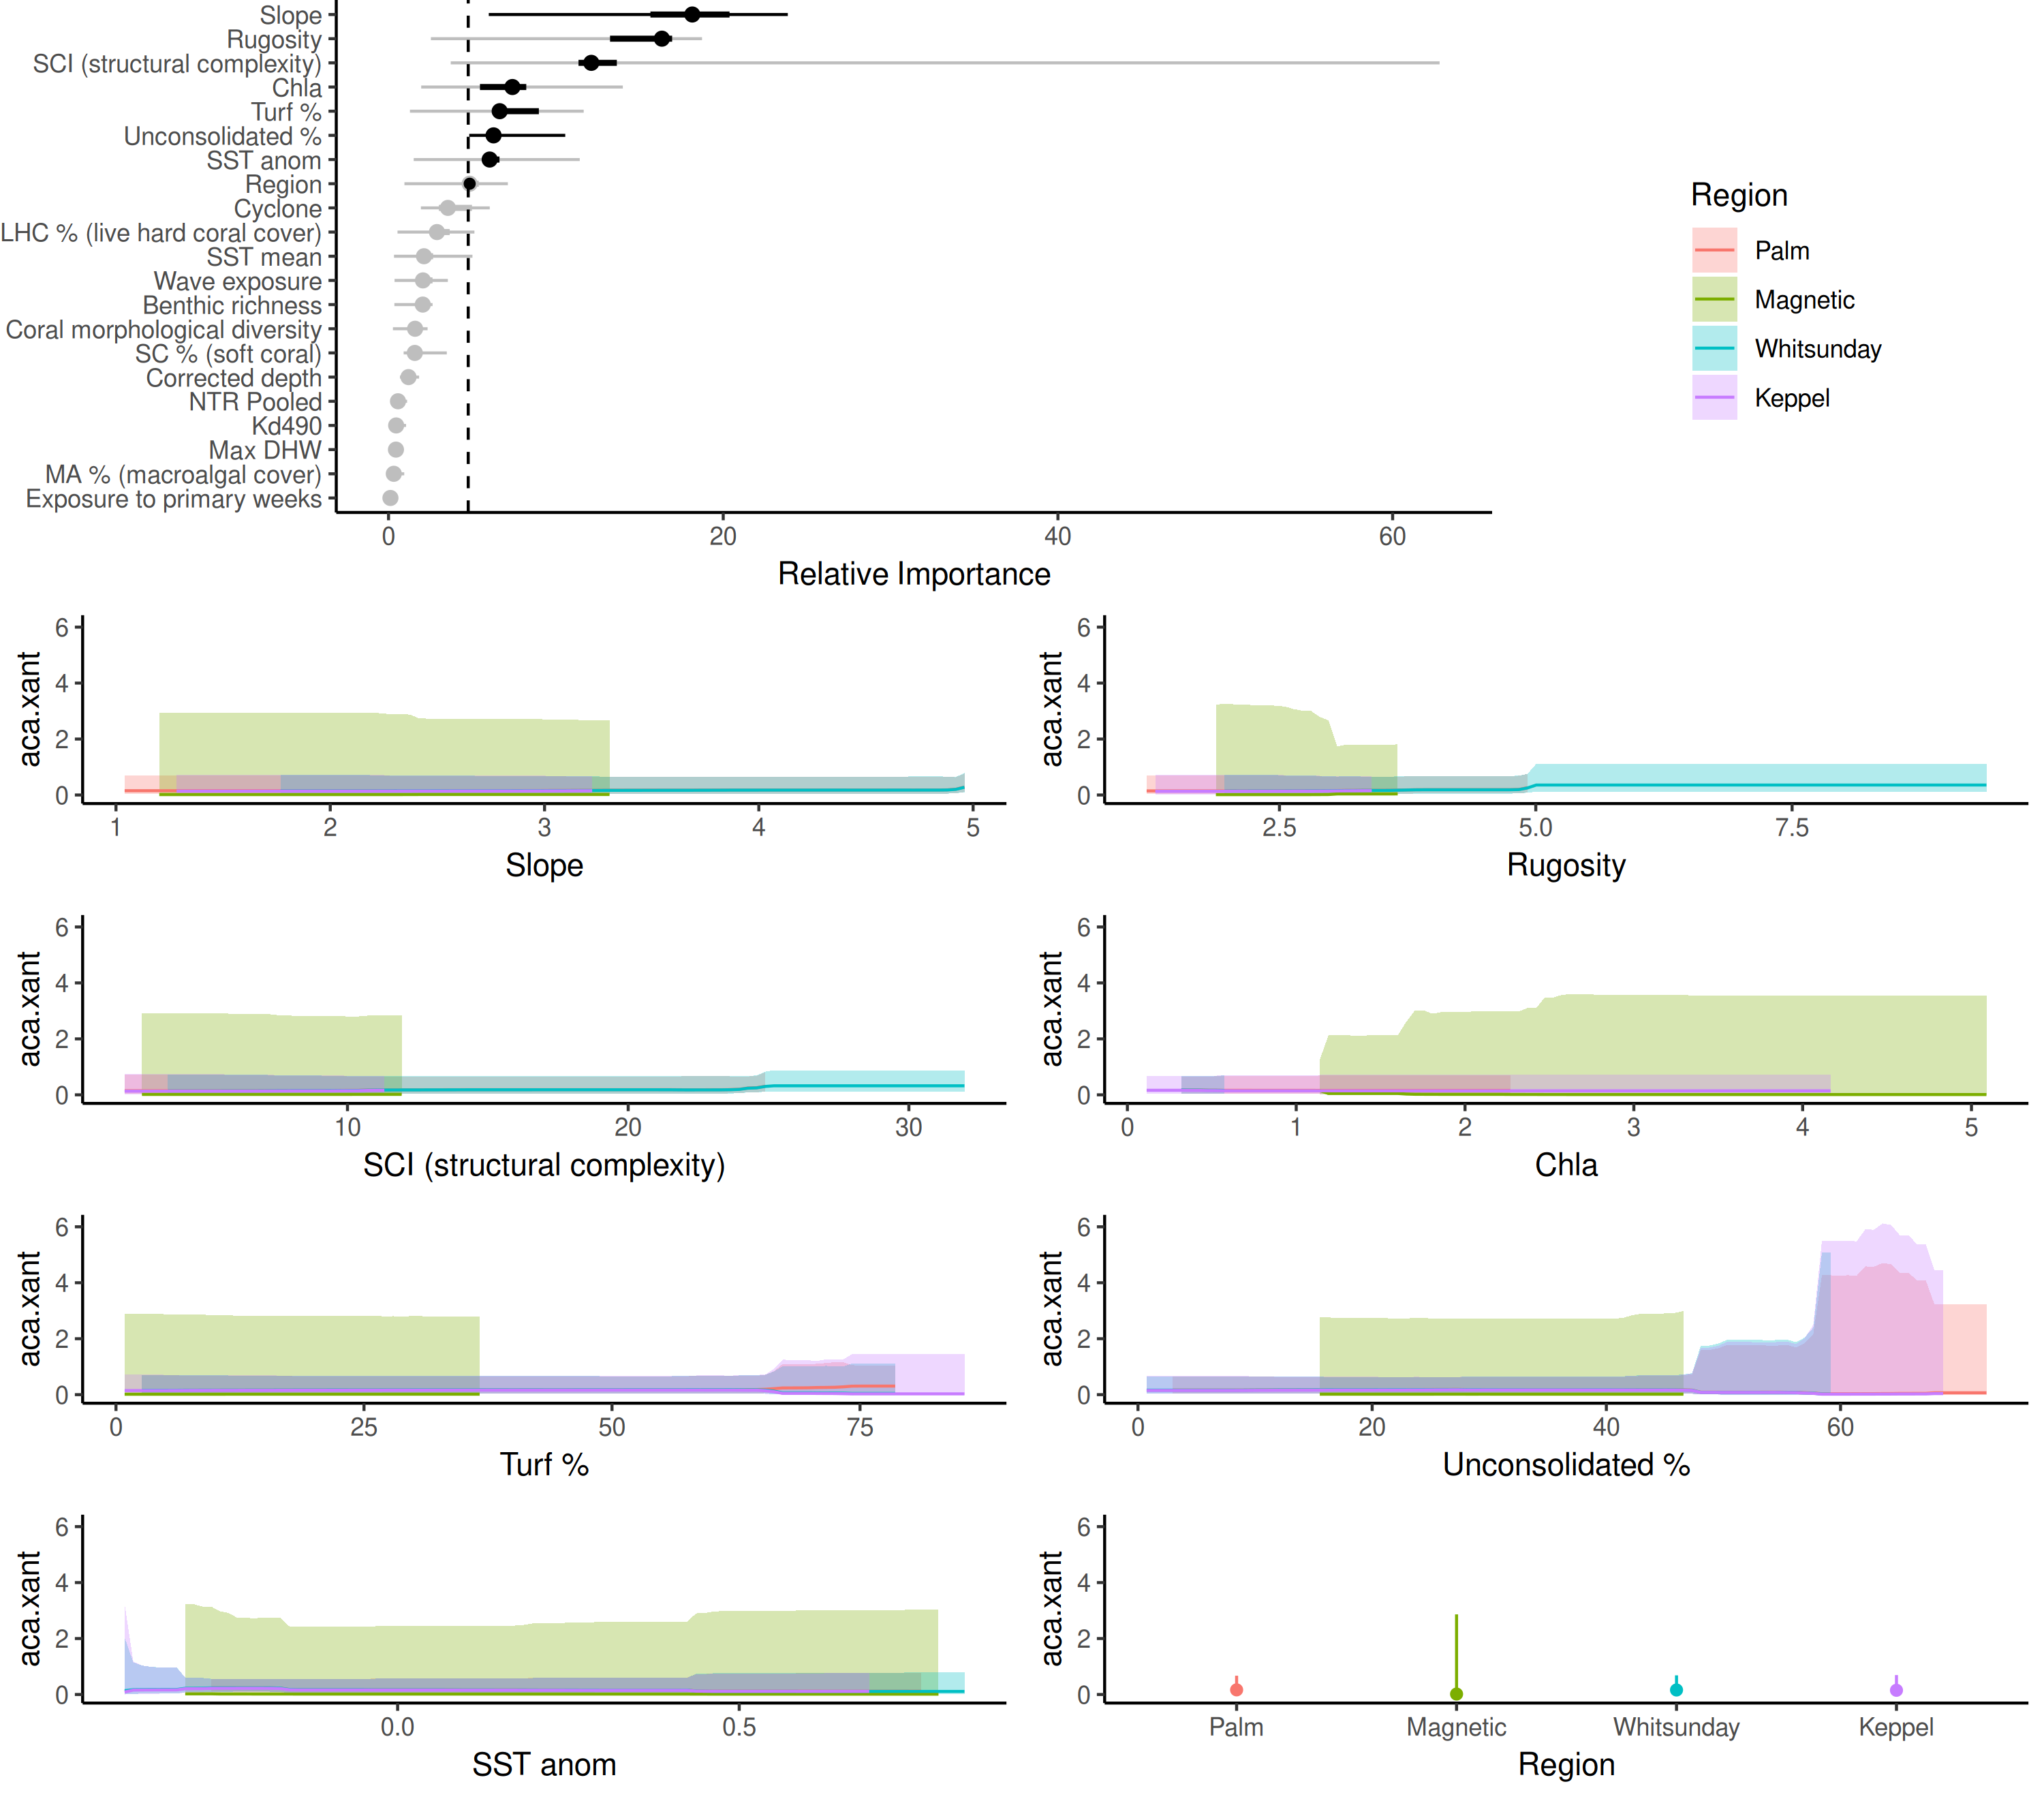 Slope
Rugosity
SCI (structural complexity)
Chla
Turf %
Unconsolidated %
SST anom
Region
Cyclone
LHC % (live hard coral cover)
SST mean
Wave exposure
Benthic richness
Coral morphological diversity
SC % (soft coral)
Corrected depth
NTR Pooled
Kd490
Max DHW
MA % (macroalgal cover)
Exposure to primary weeks
0 20 40 60
Relative Importance
Region
Palm
Magnetic
Whitsunday
Keppel
aca.xant
6
4
2
0
1 2 3 4 5
Slope
aca.xant
6
4
2
0
2.5 5.0 7.5
Rugosity
aca.xant
6
4
2
0
10 20 30
SCI (structural complexity)
aca.xant
6
4
2
0
0 1 2 3 4 5
Chla
aca.xant
6
4
2
0
0 25 50 75
Turf %
aca.xant
6
4
2
0
0 20 40 60
Unconsolidated %
aca.xant
6
4
2
0
0.0 0.5
SST anom
aca.xant
6
4
2
0
Palm Magnetic Whitsunday Keppel
Region